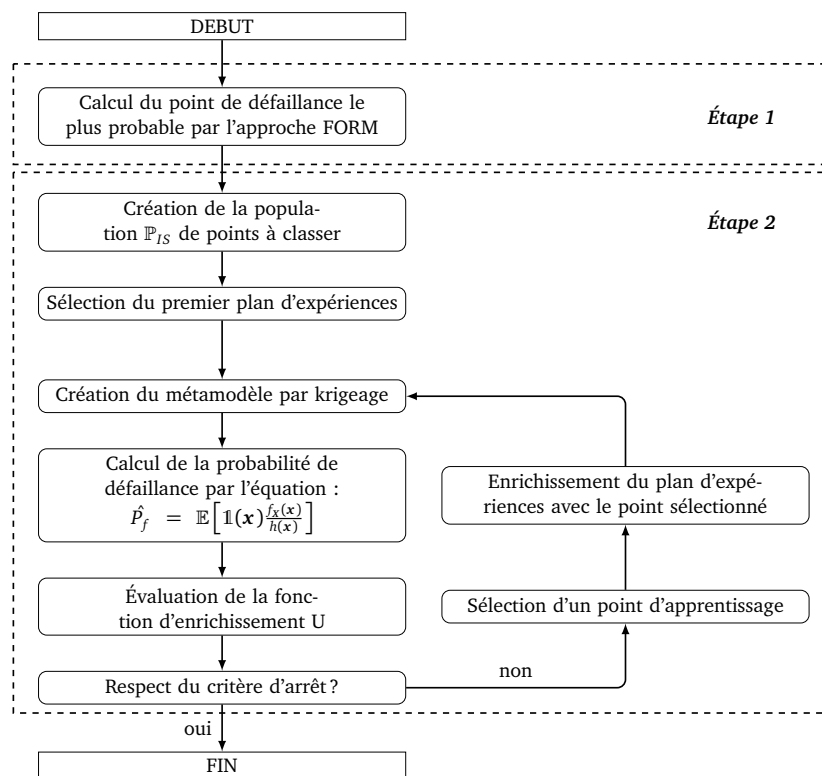 DEBUT
Calcul du point de défaillance le
plus probable par l'approche FORM
Étape 1
Création de la popula-
tion ℙ_IS de points à classer
Étape 2
Sélection du premier plan d'expériences
Création du métamodèle par krigeage
Calcul de la probabilité de
défaillance par l'équation :
P̂_f = 𝔼[𝟙(x) f_X(x)/h(x)]
Enrichissement du plan d'expé-
riences avec le point sélectionné
Évaluation de la fonc-
tion d'enrichissement U
Sélection d'un point d'apprentissage
Respect du critère d'arrêt ?
non
oui
FIN